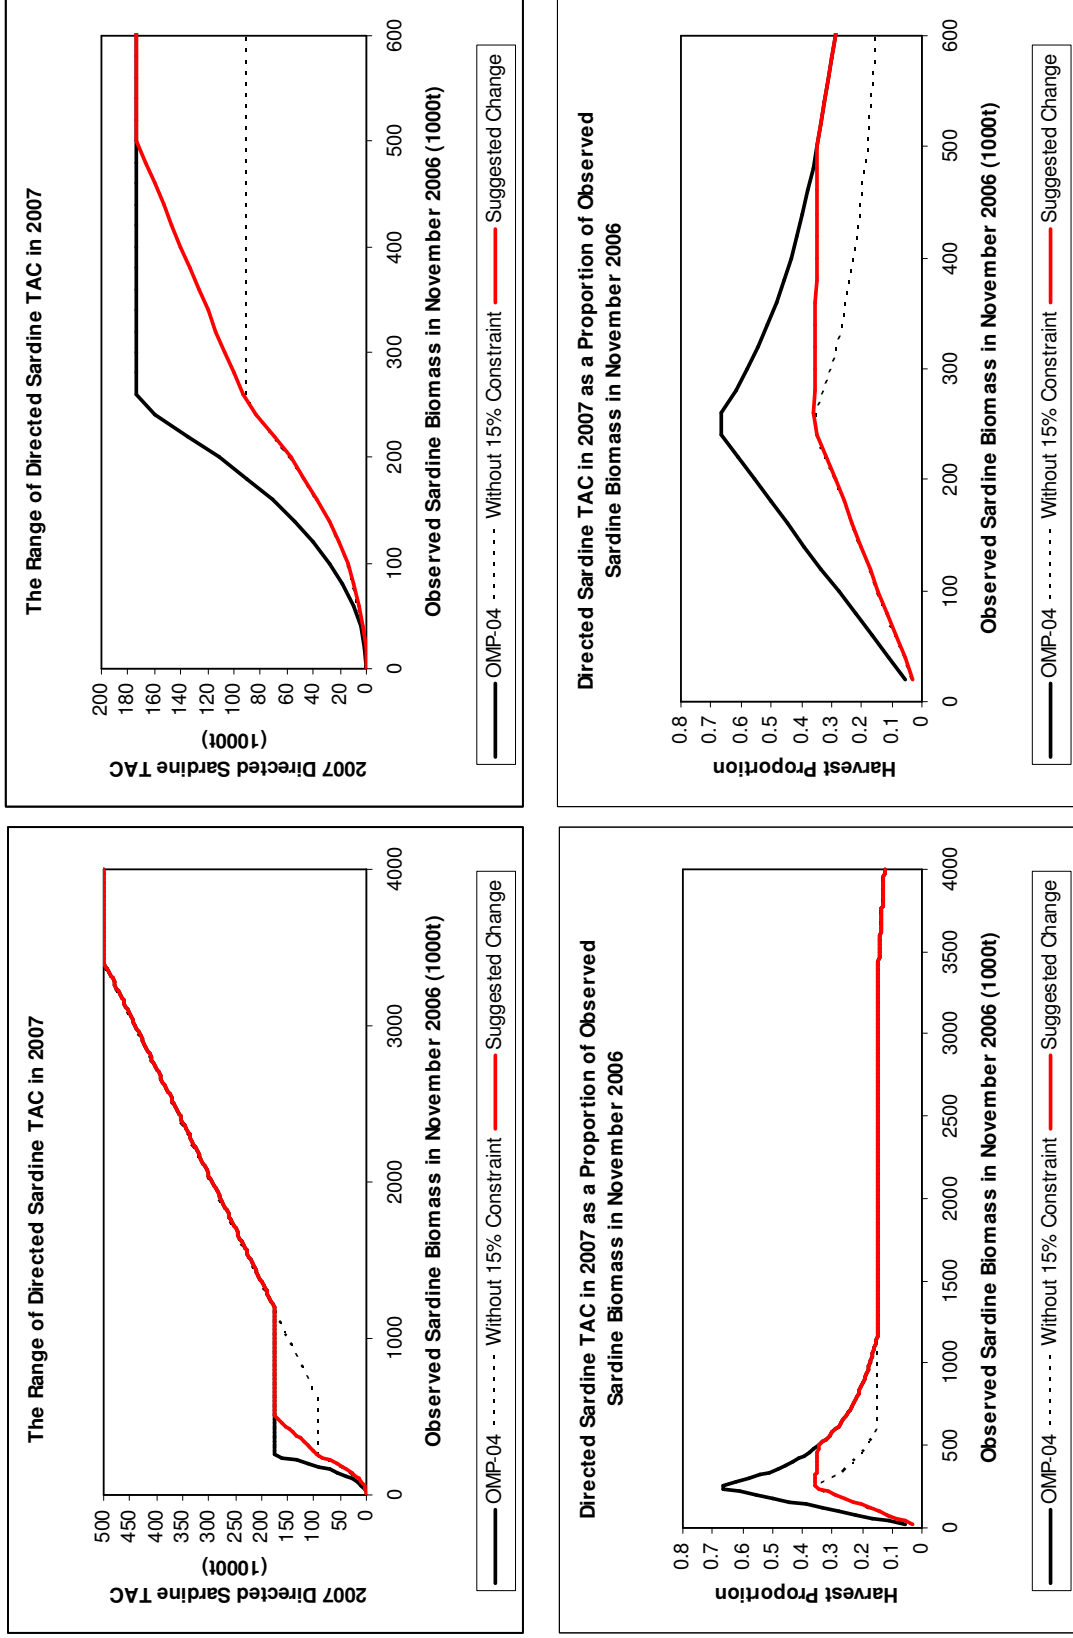 The Range of Directed Sardine TAC in 2007
2007 Directed Sardine TAC
(1000t)
500
450
400
350
300
250
200
150
100
50
0
0 1000 2000 3000 4000
Observed Sardine Biomass in November 2006 (1000t)
OMP-04 Without 15% Constraint Suggested Change
The Range of Directed Sardine TAC in 2007
2007 Directed Sardine TAC
(1000t)
200
180
160
140
120
100
80
60
40
20
0
0 100 200 300 400 500 600
Observed Sardine Biomass in November 2006 (1000t)
OMP-04 Without 15% Constraint Suggested Change
Directed Sardine TAC in 2007 as a Proportion of Observed
Sardine Biomass in November 2006
Harvest Proportion
0.8
0.7
0.6
0.5
0.4
0.3
0.2
0.1
0
0 500 1000 1500 2000 2500 3000 3500 4000
Observed Sardine Biomass in November 2006 (1000t)
OMP-04 Without 15% Constraint Suggested Change
Directed Sardine TAC in 2007 as a Proportion of Observed
Sardine Biomass in November 2006
Harvest Proportion
0.8
0.7
0.6
0.5
0.4
0.3
0.2
0.1
0
0 100 200 300 400 500 600
Observed Sardine Biomass in November 2006 (1000t)
OMP-04 Without 15% Constraint Suggested Change